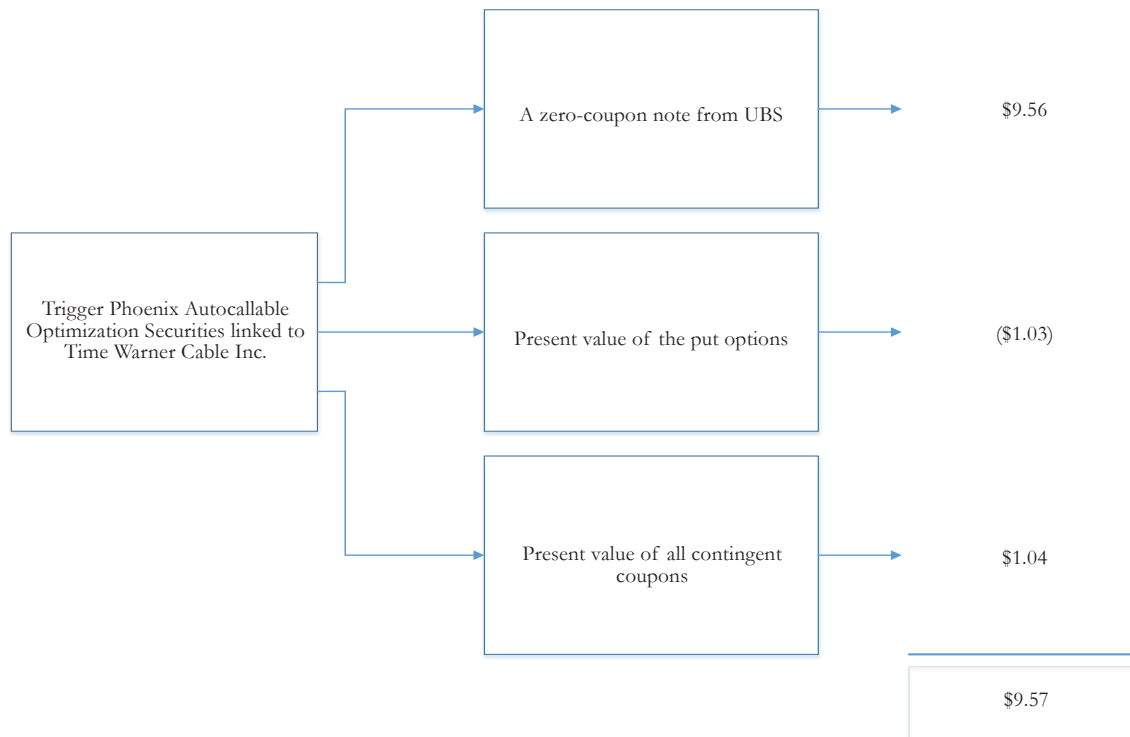 A zero-coupon note from UBS
$9.56
Trigger Phoenix Autocallable
Optimization Securities linked to
Time Warner Cable Inc.
Present value of the put options
($1.03)
Present value of all contingent
coupons
$1.04
$9.57